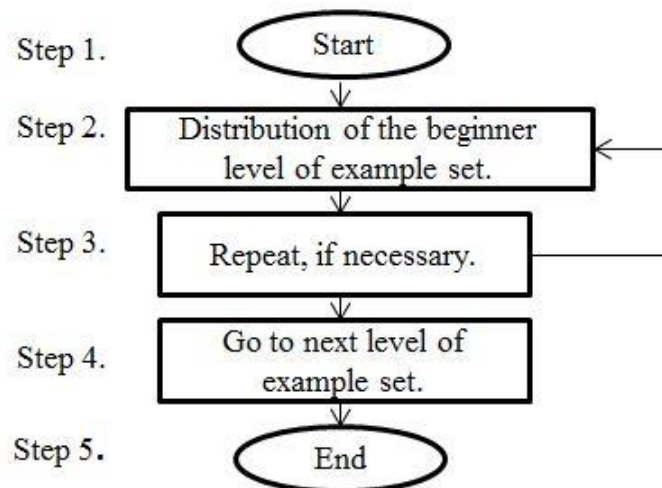 Step 1.
Start
Step 2.
Distribution of the beginner
level of example set.
Step 3.
Repeat, if necessary.
Step 4.
Go to next level of
example set.
Step 5.
End